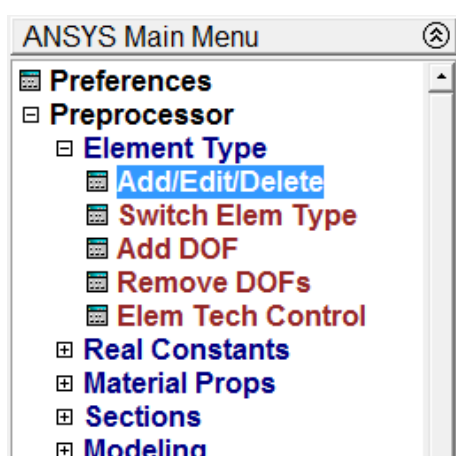 ANSYS Main Menu
Preferences
Preprocessor
Element Type
Add/Edit/Delete
Switch Elem Type
Add DOF
Remove DOFs
Elem Tech Control
Real Constants
Material Props
Sections
Modeling